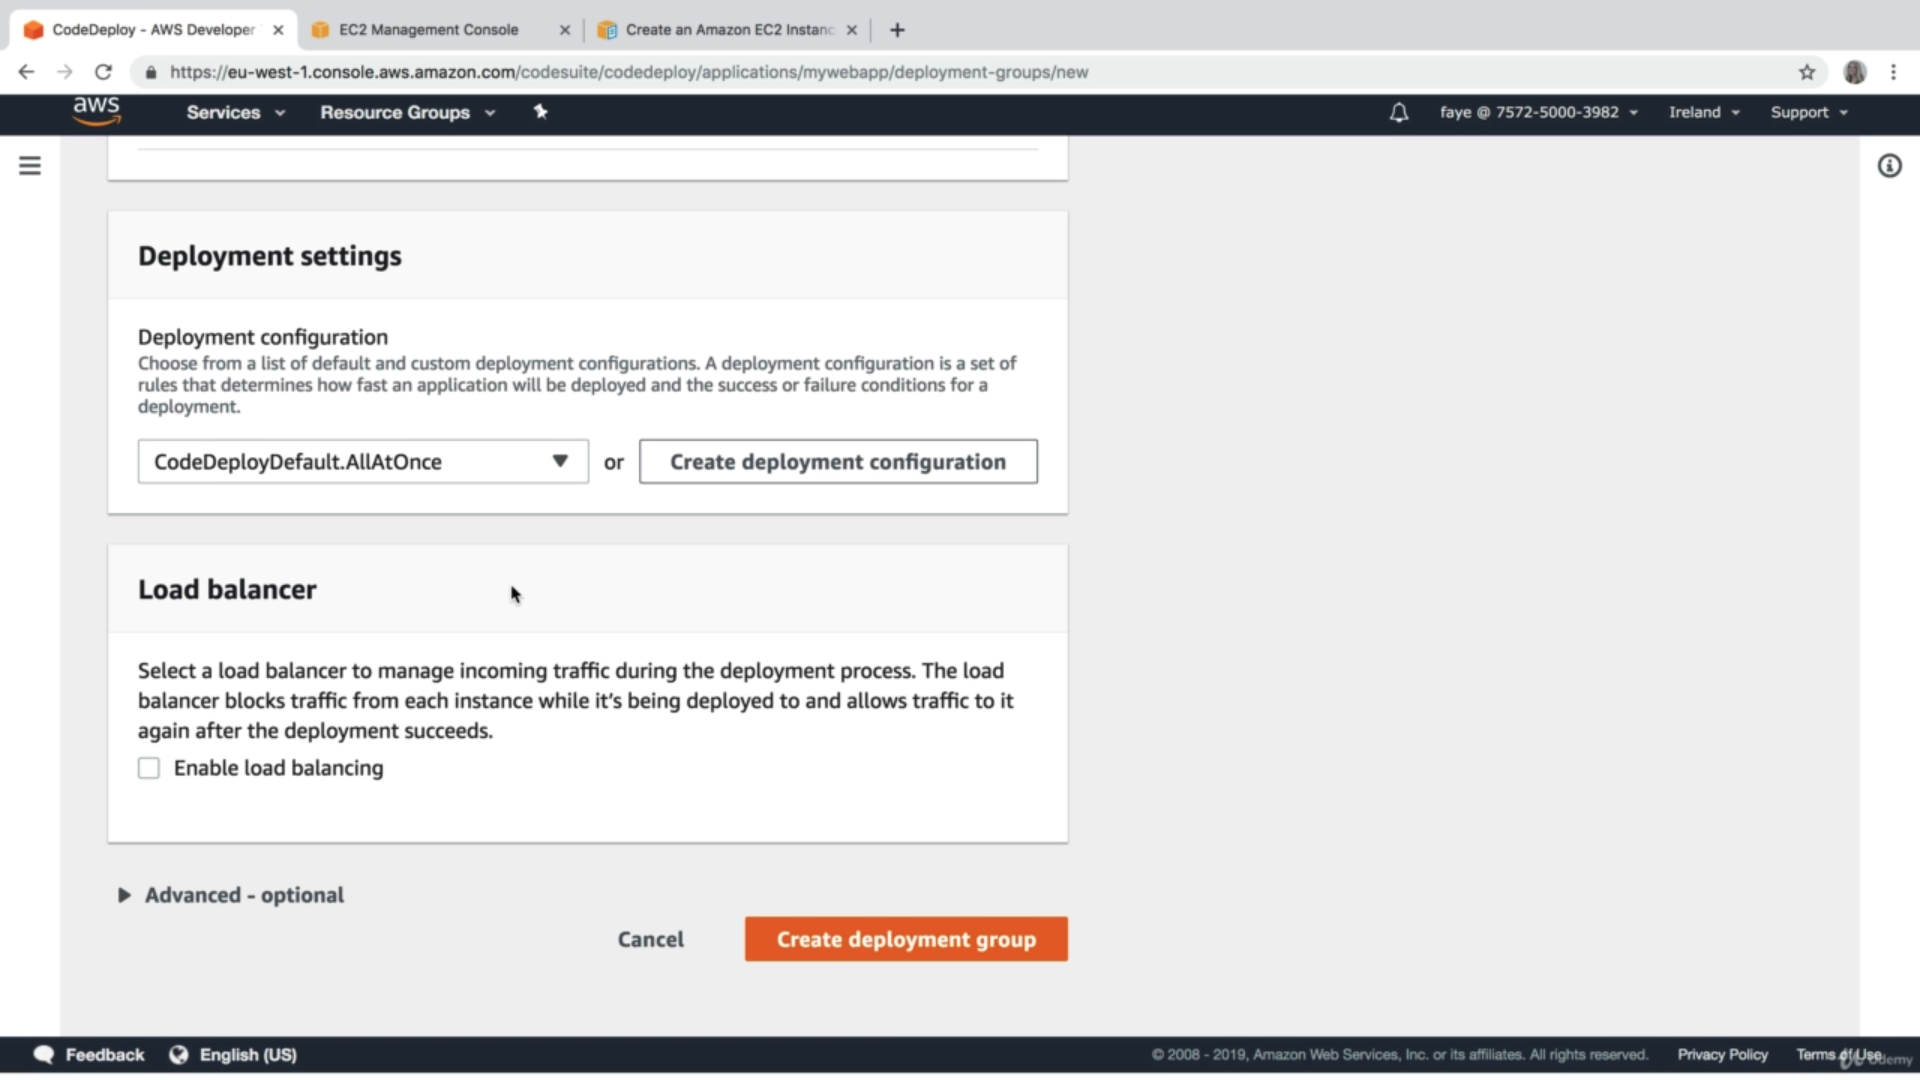 CodeDeploy - AWS Developer
EC2 Management Console
Create an Amazon EC2 Instanc
https://eu-west-1.console.aws.amazon.com/codesuite/codedeploy/applications/mywebapp/deployment-groups/new
aws
Services
Resource Groups
faye @ 7572-5000-3982
Ireland
Support
Deployment settings
Deployment configuration
Choose from a list of default and custom deployment configurations. A deployment configuration is a set of
rules that determines how fast an application will be deployed and the success or failure conditions for a
deployment.
CodeDeployDefault.AllAtOnce
or
Create deployment configuration
Load balancer
Select a load balancer to manage incoming traffic during the deployment process. The load
balancer blocks traffic from each instance while it's being deployed to and allows traffic to it
again after the deployment succeeds.
Enable load balancing
Advanced - optional
Cancel
Create deployment group
Feedback
English (US)
© 2008 - 2019, Amazon Web Services, Inc. or its affiliates. All rights reserved.
Privacy Policy
Terms of Use